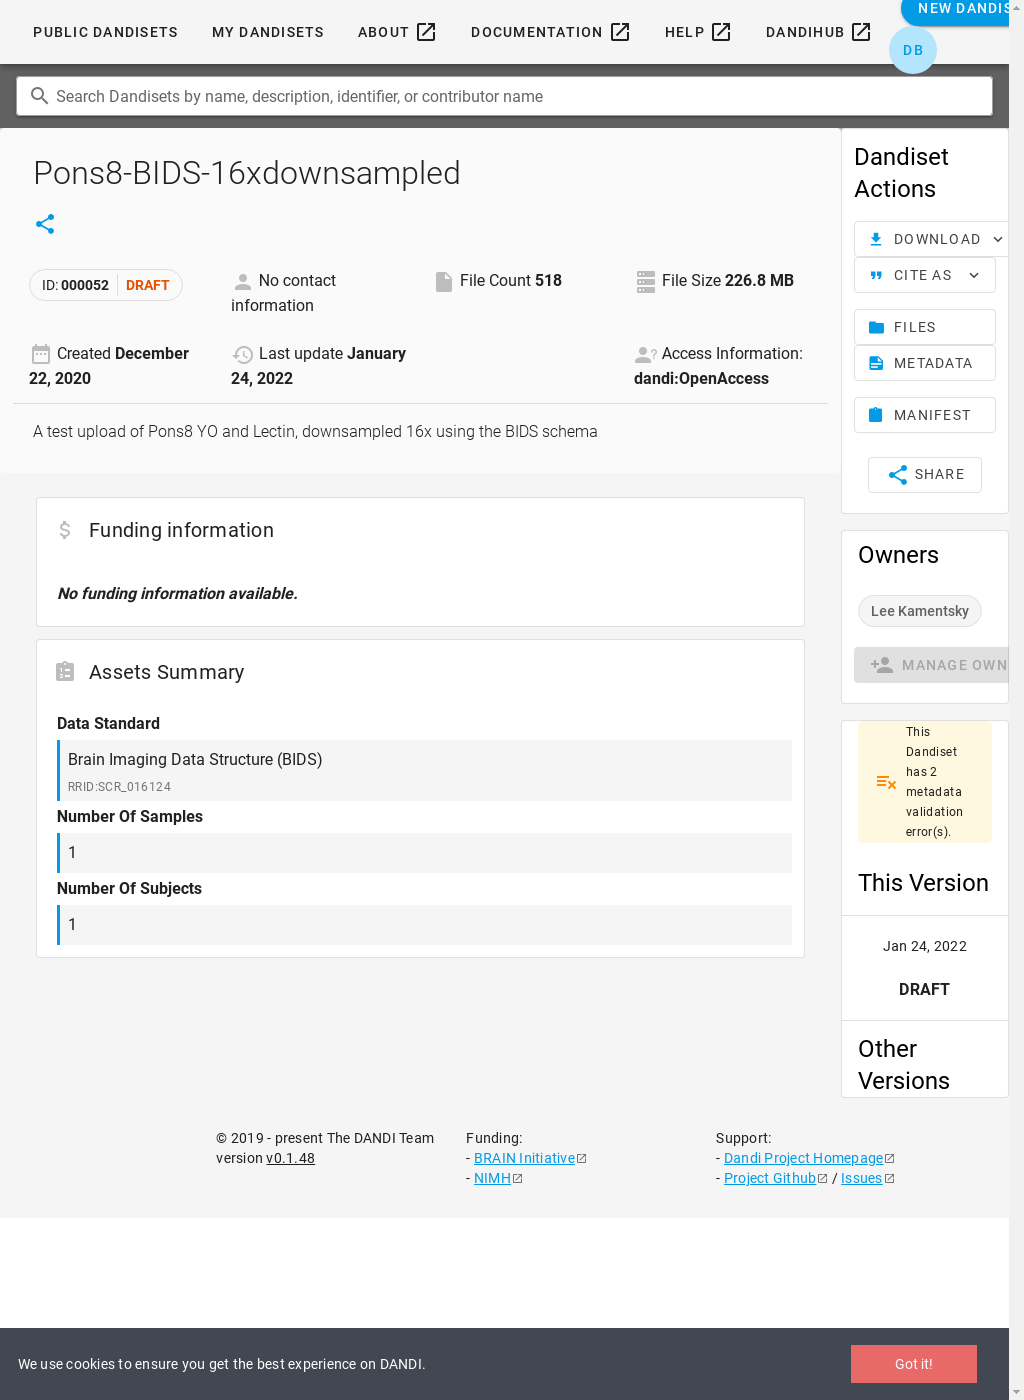 PUBLIC DANDISETS
MY DANDISETS
ABOUT
DOCUMENTATION
HELP
DANDIHUB
NEW DANDIS
DB
Search Dandisets by name, description, identifier, or contributor name
Pons8-BIDS-16xdownsampled
ID: 000052 DRAFT
No contact
information
File Count 518
File Size 226.8 MB
Created December
22, 2020
Last update January
24, 2022
Access Information:
dandi:OpenAccess
A test upload of Pons8 YO and Lectin, downsampled 16x using the BIDS schema
Funding information
No funding information available.
Assets Summary
Data Standard
Brain Imaging Data Structure (BIDS)
RRID:SCR_016124
Number Of Samples
1
Number Of Subjects
1
Dandiset
Actions
DOWNLOAD
CITE AS
FILES
METADATA
MANIFEST
SHARE
Owners
Lee Kamentsky
MANAGE OWN
This
Dandiset
has 2
metadata
validation
error(s).
This Version
Jan 24, 2022
DRAFT
Other
Versions
© 2019 - present The DANDI Team
version v0.1.48
Funding:
- BRAIN Initiative
- NIMH
Support:
- Dandi Project Homepage
- Project Github / Issues
We use cookies to ensure you get the best experience on DANDI.
Got it!